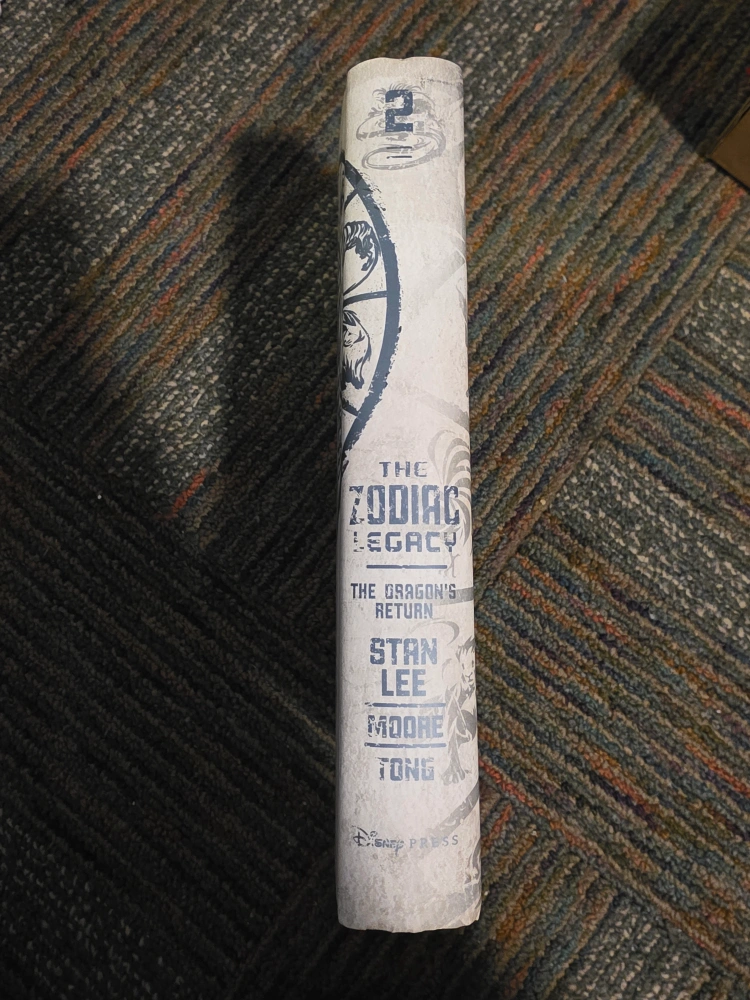 2
THE
ZODIAC
LEGACY
THE DRAGON'S
RETURN
STAN
LEE
MOORE
TONG
Disney PRESS